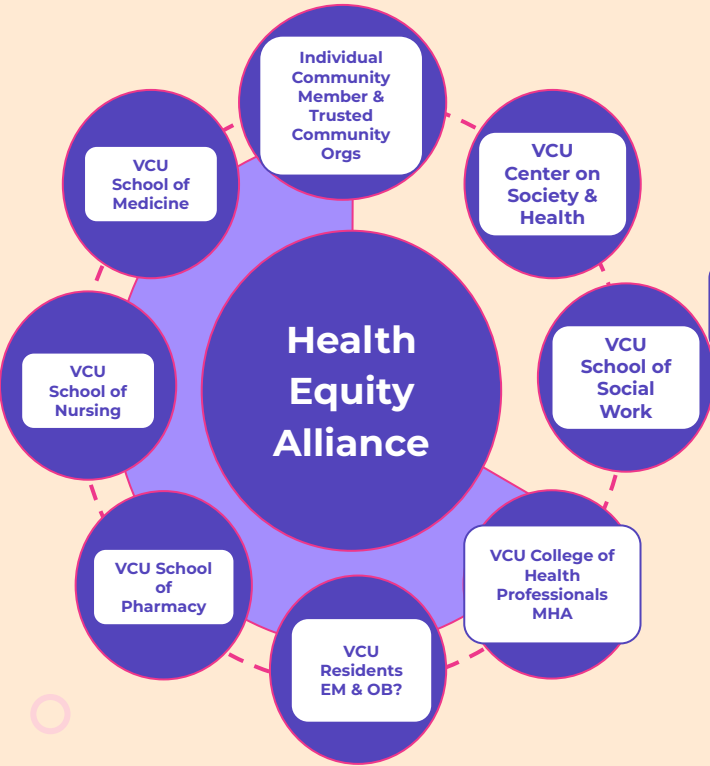 Individual
Community
Member &
Trusted
Community
Orgs
VCU
Center on
Society &
Health
VCU
School of
Social
Work
VCU College of
Health
Professionals
MHA
VCU
Residents
EM & OB?
VCU School
of
Pharmacy
VCU
School of
Nursing
VCU
School of
Medicine
Health
Equity
Alliance